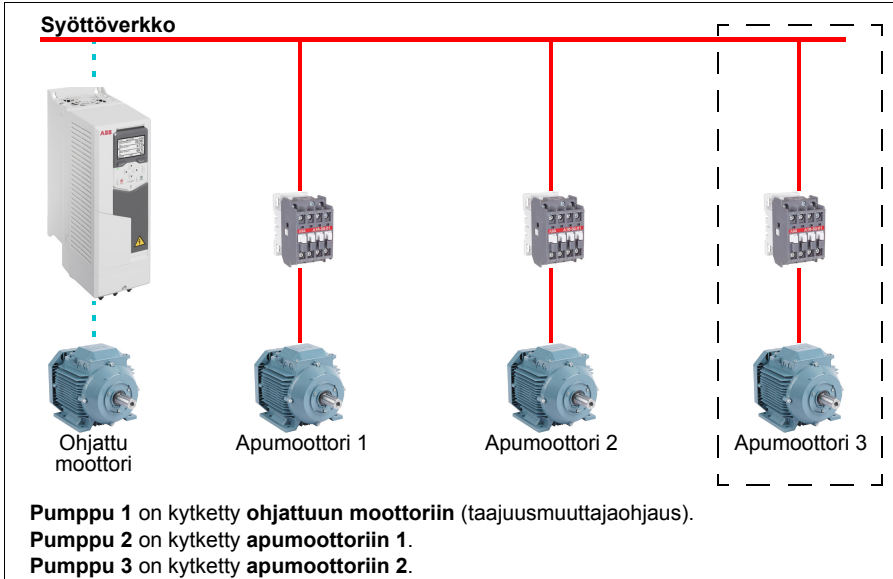 Syöttöverkko
ABB
Ohjattu
moottori
Apumoottori 1
Apumoottori 2
Apumoottori 3
Pumppu 1 on kytketty ohjattuun moottoriin (taajuusmuuttajaohjaus).
Pumppu 2 on kytketty apumoottoriin 1.
Pumppu 3 on kytketty apumoottoriin 2.